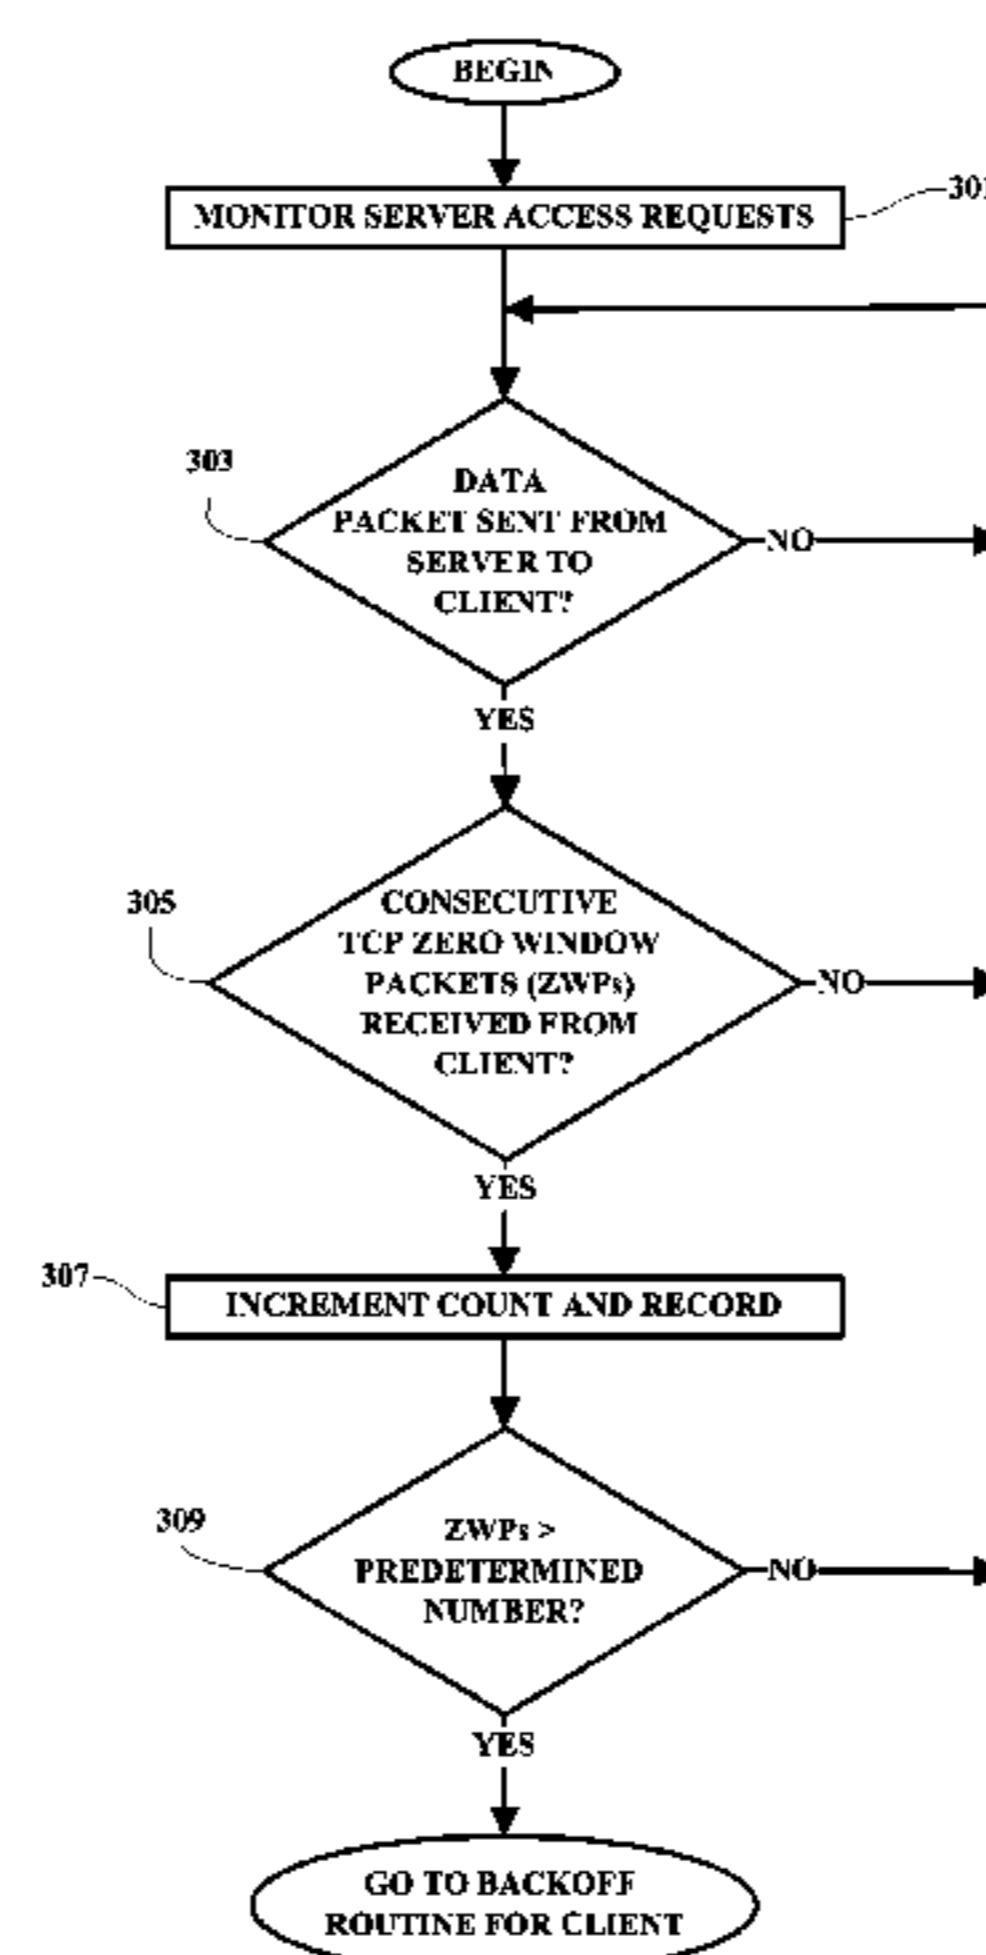 BEGIN
MONITOR SERVER ACCESS REQUESTS
301
303
DATA
PACKET SENT FROM
SERVER TO
CLIENT?
NO
YES
305
CONSECUTIVE
TCP ZERO WINDOW
PACKETS (ZWPs)
RECEIVED FROM
CLIENT?
NO
YES
307
INCREMENT COUNT AND RECORD
309
ZWPs >
PREDETERMINED
NUMBER?
NO
YES
GO TO BACKOFF
ROUTINE FOR CLIENT